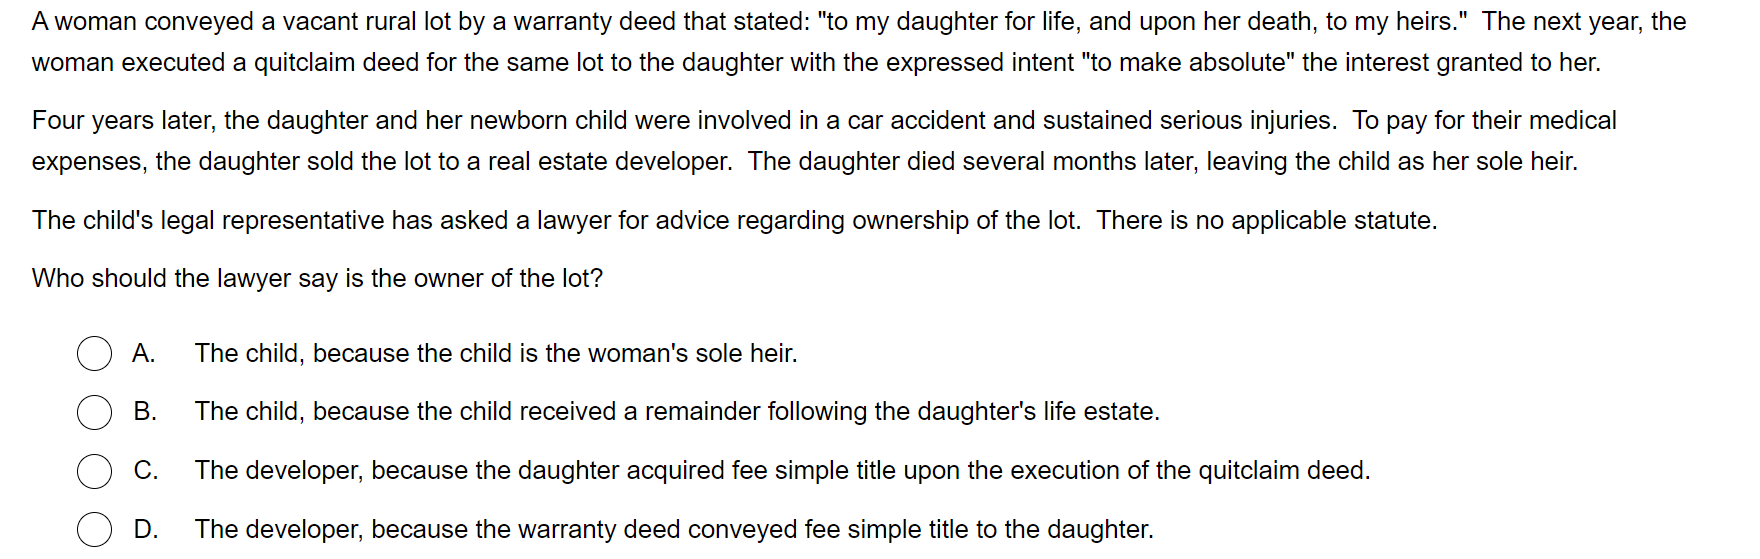 A woman conveyed a vacant rural lot by a warranty deed that stated: "to my daughter for life, and upon her death, to my heirs."  The next year, the
woman executed a quitclaim deed for the same lot to the daughter with the expressed intent "to make absolute" the interest granted to her.
Four years later, the daughter and her newborn child were involved in a car accident and sustained serious injuries.  To pay for their medical
expenses, the daughter sold the lot to a real estate developer.  The daughter died several months later, leaving the child as her sole heir.
The child's legal representative has asked a lawyer for advice regarding ownership of the lot.  There is no applicable statute.
Who should the lawyer say is the owner of the lot?
A. The child, because the child is the woman's sole heir.
B. The child, because the child received a remainder following the daughter's life estate.
C. The developer, because the daughter acquired fee simple title upon the execution of the quitclaim deed.
D. The developer, because the warranty deed conveyed fee simple title to the daughter.